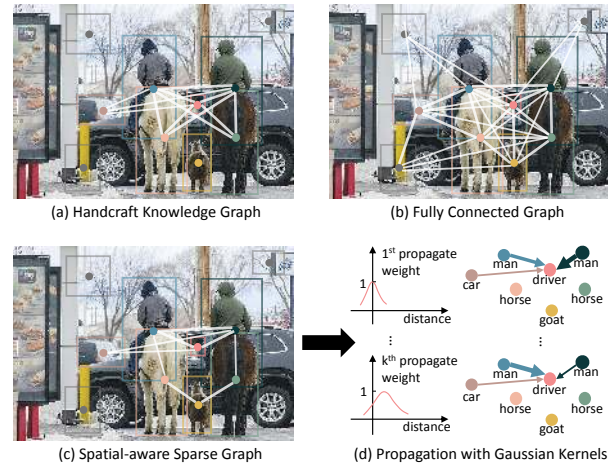 (a) Handcraft Knowledge Graph
(b) Fully Connected Graph
1st propagate
weight
1
distance
man
man
driver
car
horse
horse
goat
...
...
kth propagate
weight
1
distance
man
man
driver
car
horse
horse
goat
(c) Spatial-aware Sparse Graph
(d) Propagation with Gaussian Kernels